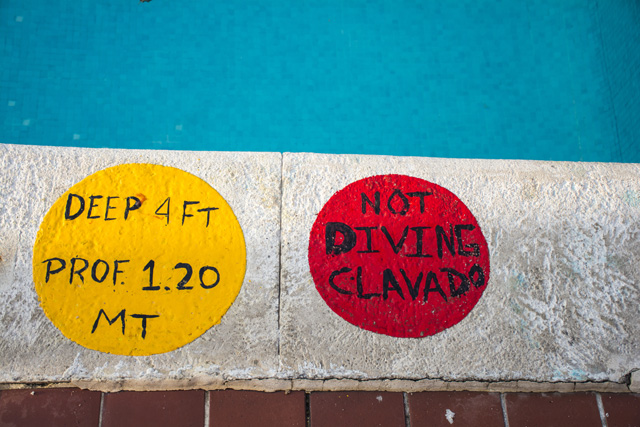 DEEP 4 FT
PROF. 1.20
MT
NOT
DIVING
CLAVADO